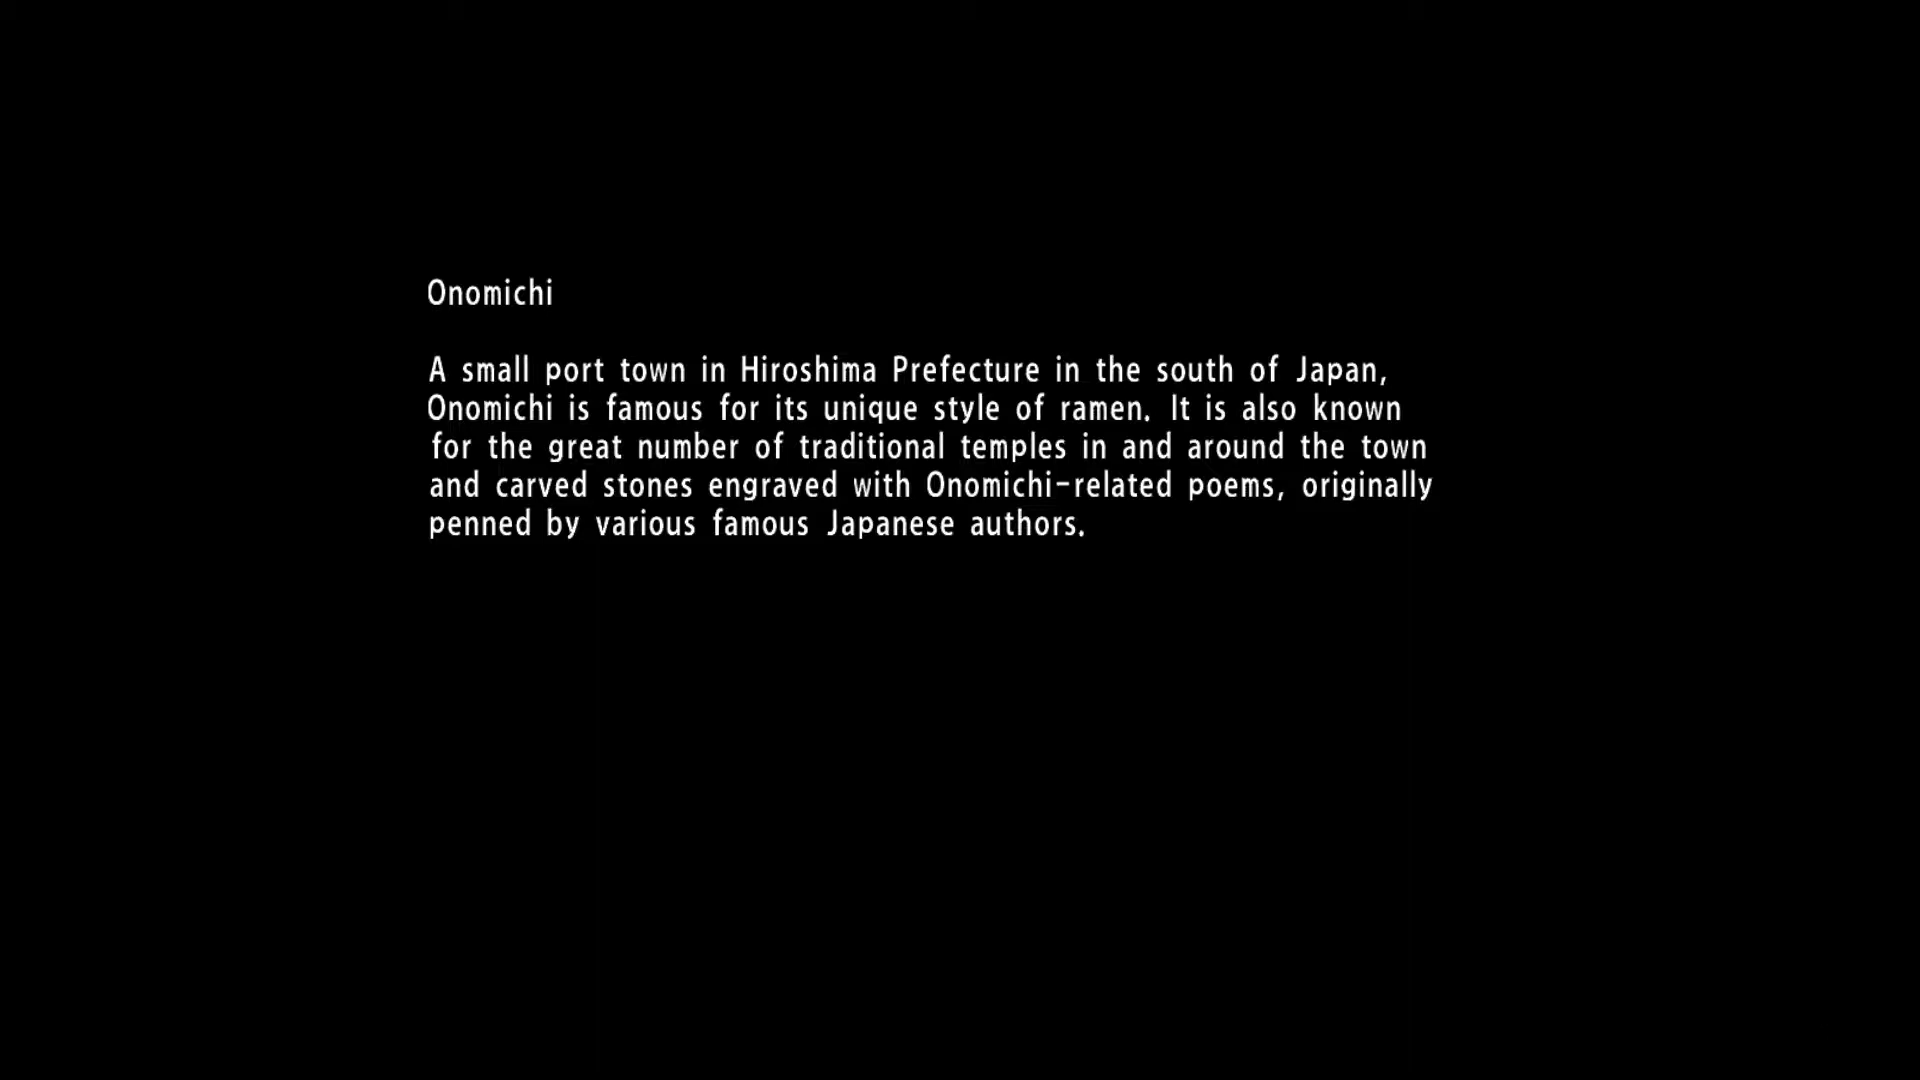 Onomichi
A small port town in Hiroshima Prefecture in the south of Japan,
Onomichi is famous for its unique style of ramen. It is also known
for the great number of traditional temples in and around the town
and carved stones engraved with Onomichi-related poems, originally
penned by various famous Japanese authors.